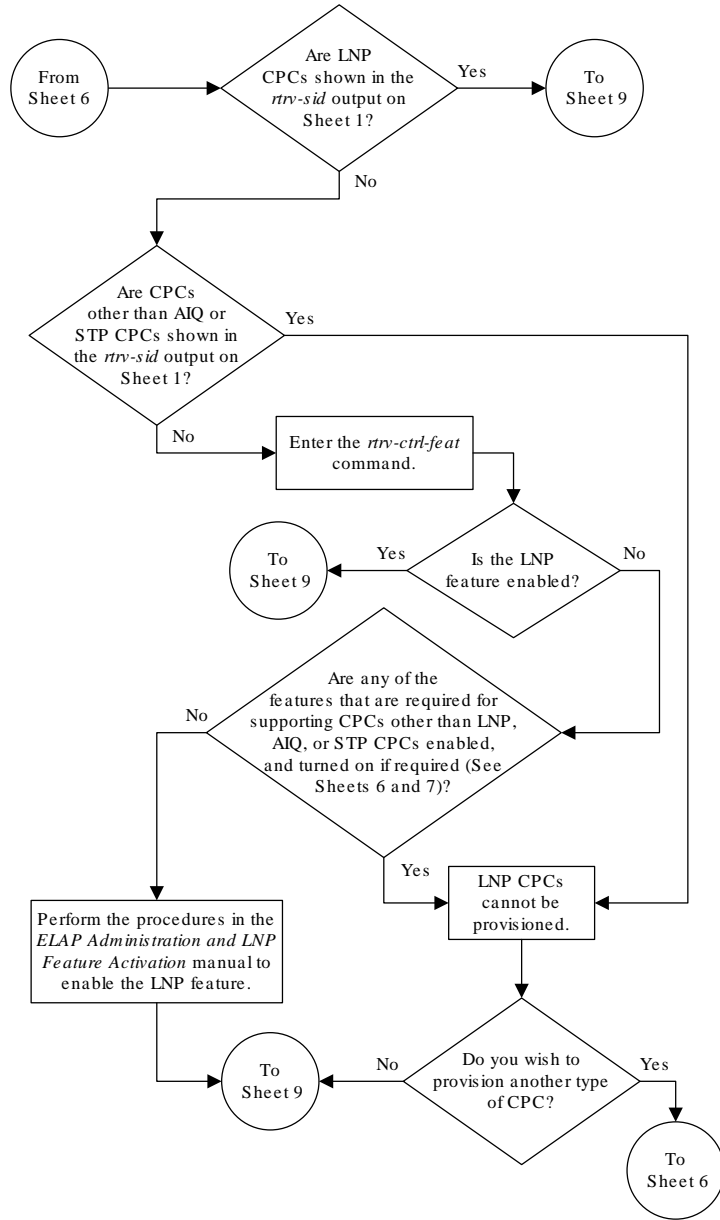 From
Sheet 6
Are LNP
CPCs shown in the
rtrv-sid output on
Sheet 1?
Yes
To
Sheet 9
No
Are CPCs
other than AIQ or
STP CPCs shown in
the rtrv-sid output on
Sheet 1?
Yes
No
Enter the rtrv-ctrl-feat
command.
To
Sheet 9
Yes
Is the LNP
feature enabled?
No
Are any of the
features that are required for
supporting CPCs other than LNP,
AIQ, or STP CPCs enabled,
and turned on if required (See
Sheets 6 and 7)?
No
Yes
LNP CPCs
cannot be
provisioned.
Perform the procedures in the
ELAP Administration and LNP
Feature Activation manual to
enable the LNP feature.
To
Sheet 9
No
Do you wish to
provision another type
of CPC?
Yes
To
Sheet 6